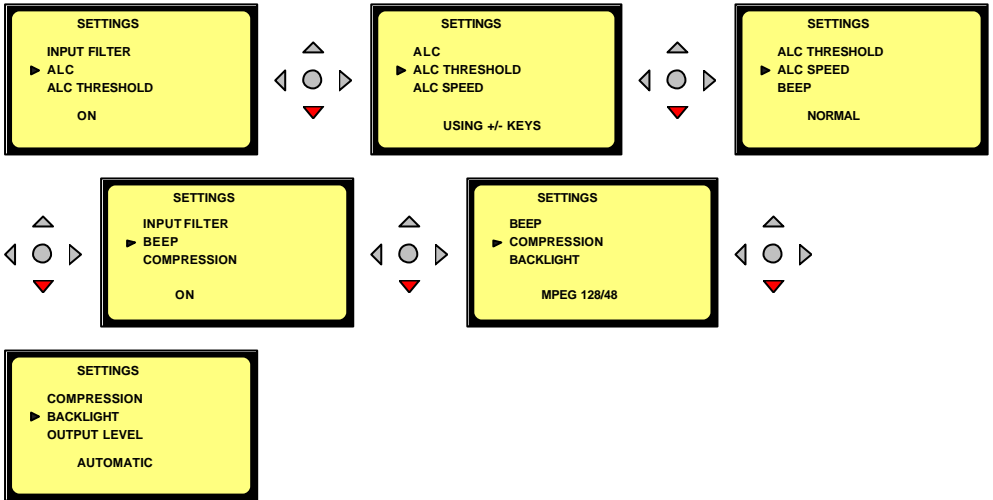 SETTINGS
INPUT FILTER
ALC
ALC THRESHOLD
ON
SETTINGS
ALC
ALC THRESHOLD
ALC SPEED
USING +/- KEYS
SETTINGS
ALC THRESHOLD
ALC SPEED
BEEP
NORMAL
SETTINGS
INPUT FILTER
BEEP
COMPRESSION
ON
SETTINGS
BEEP
COMPRESSION
BACKLIGHT
MPEG 128/48
SETTINGS
COMPRESSION
BACKLIGHT
OUTPUT LEVEL
AUTOMATIC